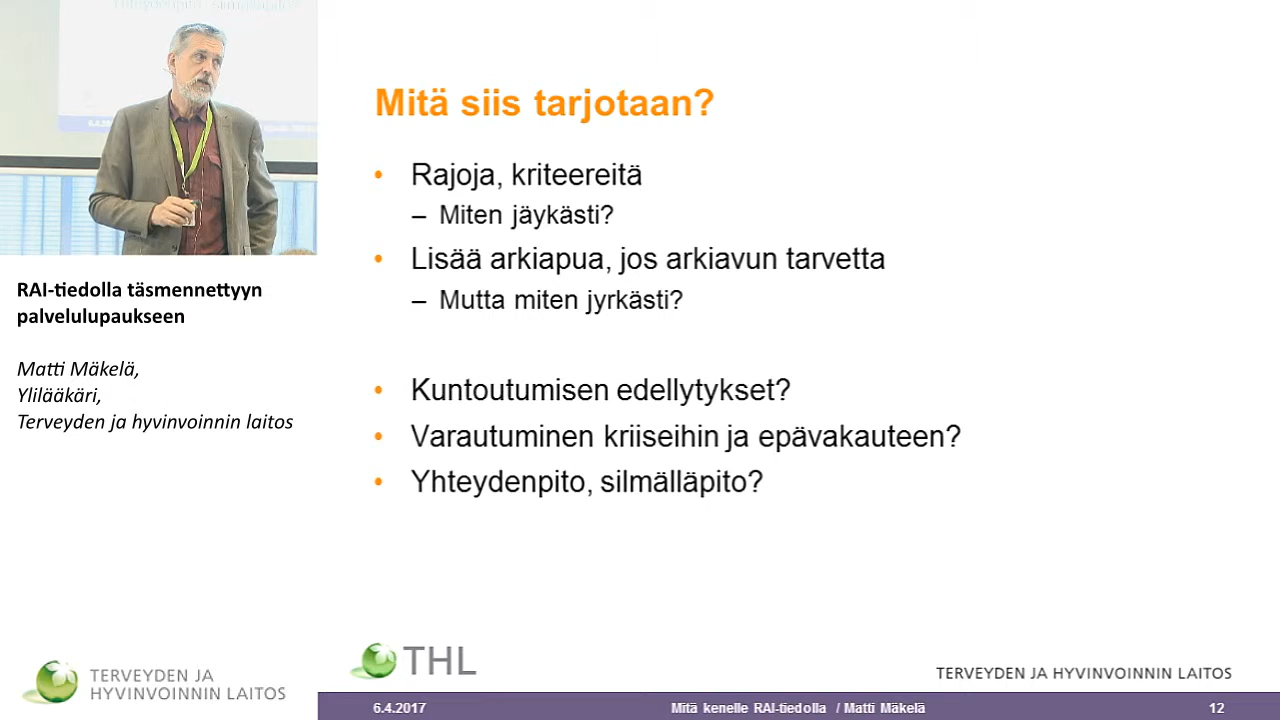 Mitä siis tarjotaan?
• Rajoja, kriteereitä
– Miten jäykästi?
• Lisää arkiapua, jos arkiavun tarvetta
– Mutta miten jyrkästi?
• Kuntoutumisen edellytykset?
• Varautuminen kriiseihin ja epävakauteen?
• Yhteydenpito, silmälläpito?
RAI-tiedolla täsmennettyyn
palvelulupaukseen
Matti Mäkelä,
Ylilääkäri,
Terveyden ja hyvinvoinnin laitos
TERVEYDEN JA
HYVINVOINNIN LAITOS
THL
TERVEYDEN JA HYVINVOINNIN LAITOS
6.4.2017
Mitä kenelle RAI-tiedolla / Matti Mäkelä
12